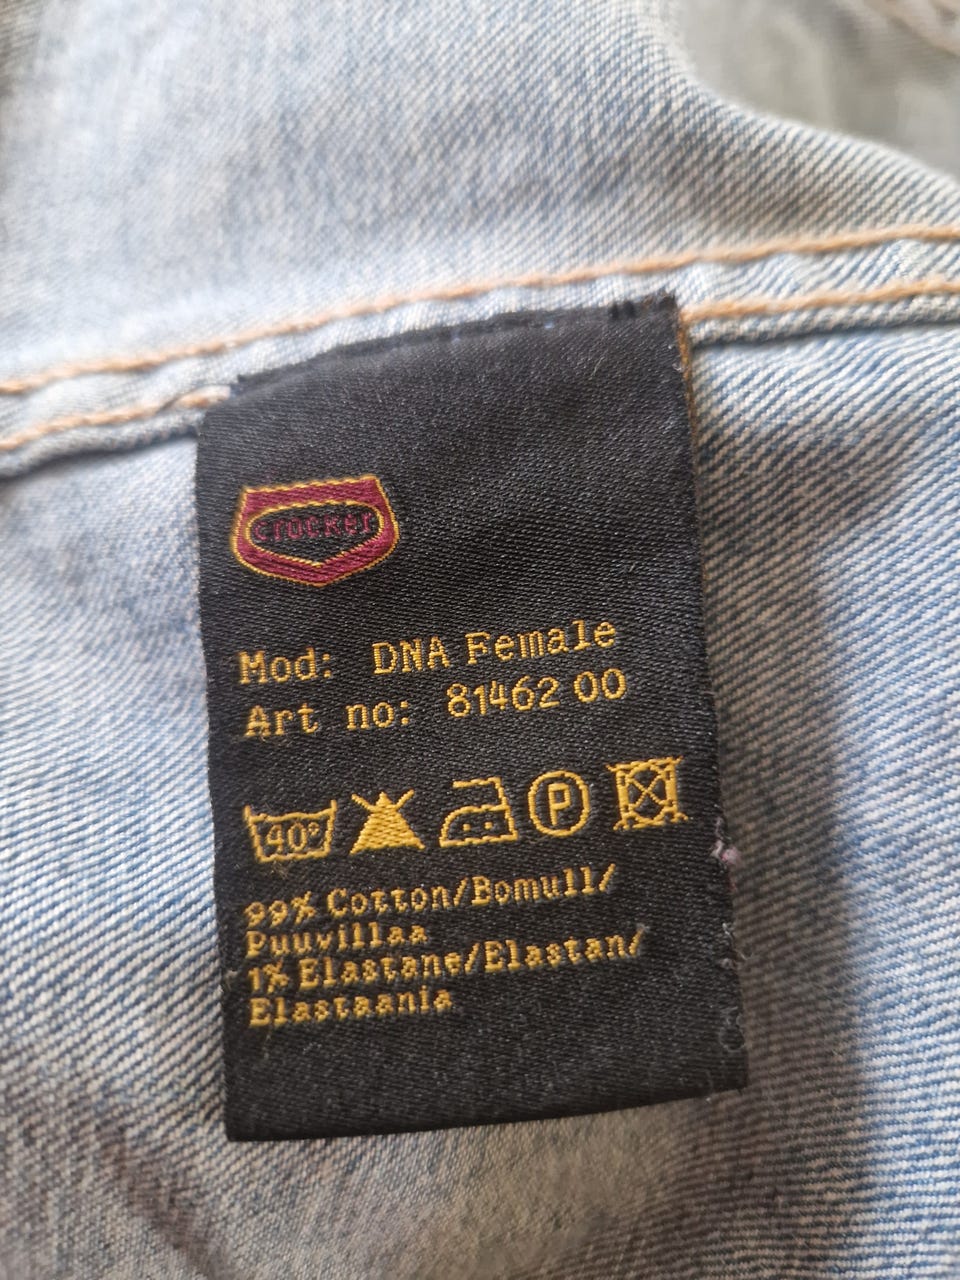 crocker
Mod: DNA Female
Art no: 81462 00
40° P
99% Cotton/Bomull/
Puuvillaa
1% Elastane/Elastan/
Elastaania